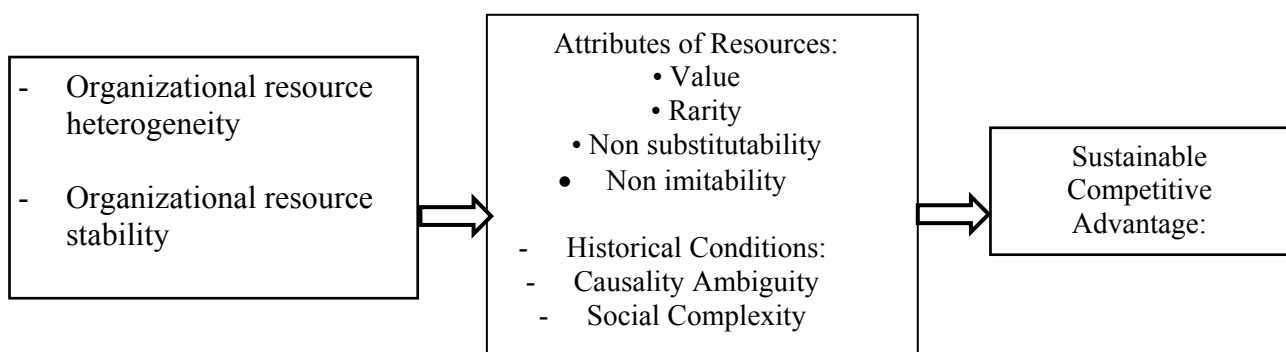 - Organizational resource
heterogeneity
- Organizational resource
stability
Attributes of Resources:
• Value
• Rarity
• Non substitutability
• Non imitability
- Historical Conditions:
- Causality Ambiguity
- Social Complexity
Sustainable
Competitive
Advantage: